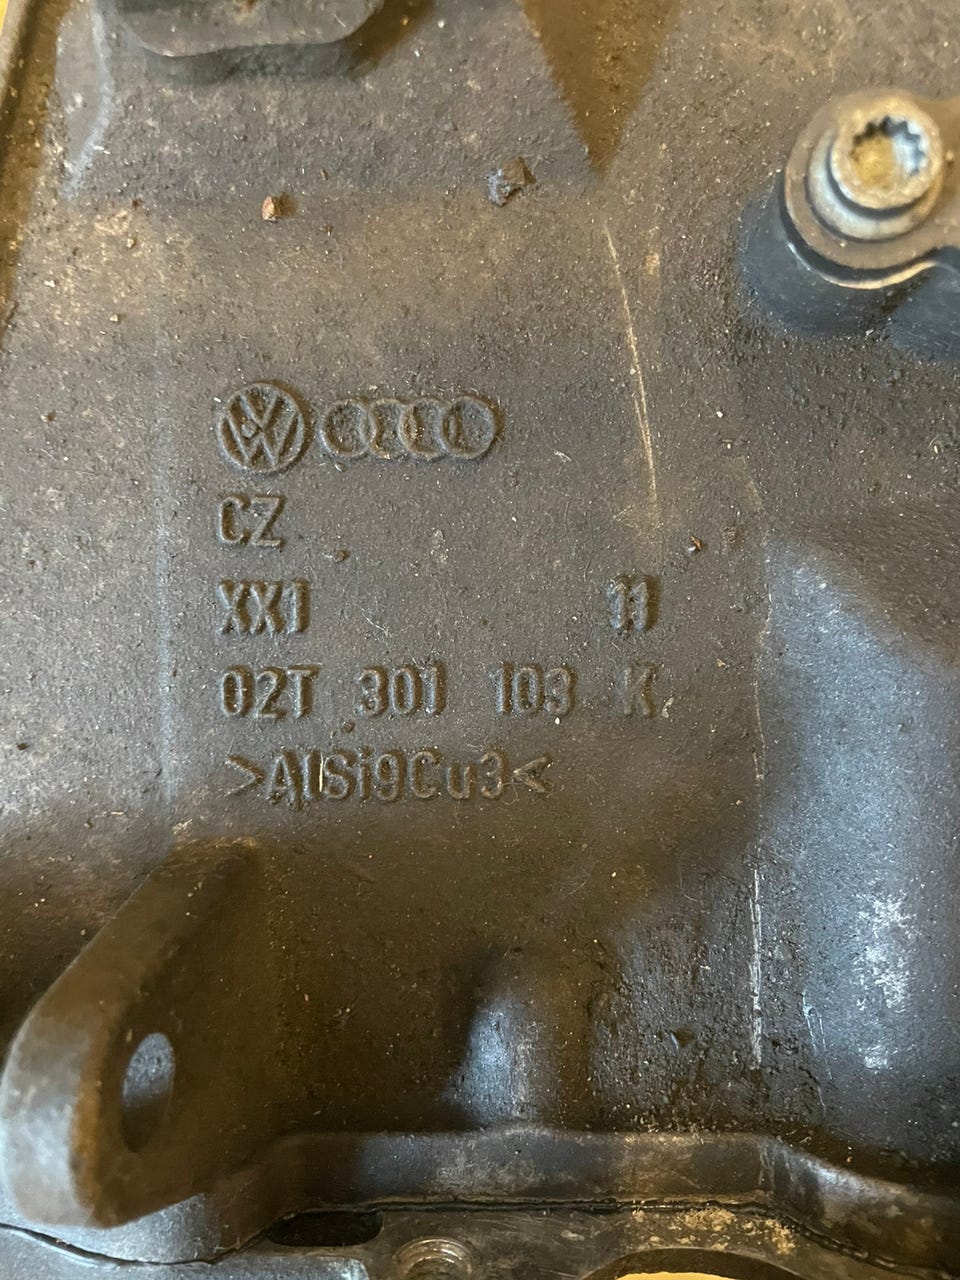 CZ
XX1 11
02T 301 103 K
>AlSi9Cu3<